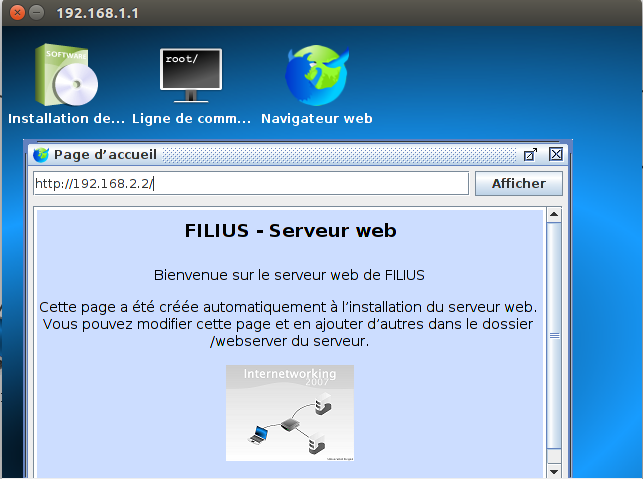 192.168.1.1
SOFTWARE
root/
Installation de...
Ligne de comm...
Navigateur web
Page d’accueil
http://192.168.2.2/
Afficher
FILIUS - Serveur web
Bienvenue sur le serveur web de FILIUS
Cette page a été créée automatiquement à l’installation du serveur web.
Vous pouvez modifier cette page et en ajouter d’autres dans le dossier
/webserver du serveur.
Internetworking
2007